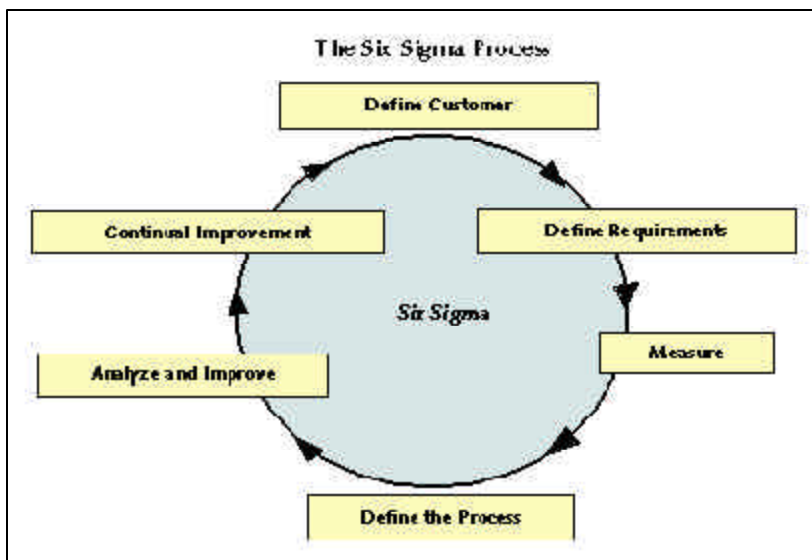 The Six Sigma Process
Define Customer
Define Requirements
Measure
Define the Process
Analyze and Improve
Continual Improvement
Six Sigma